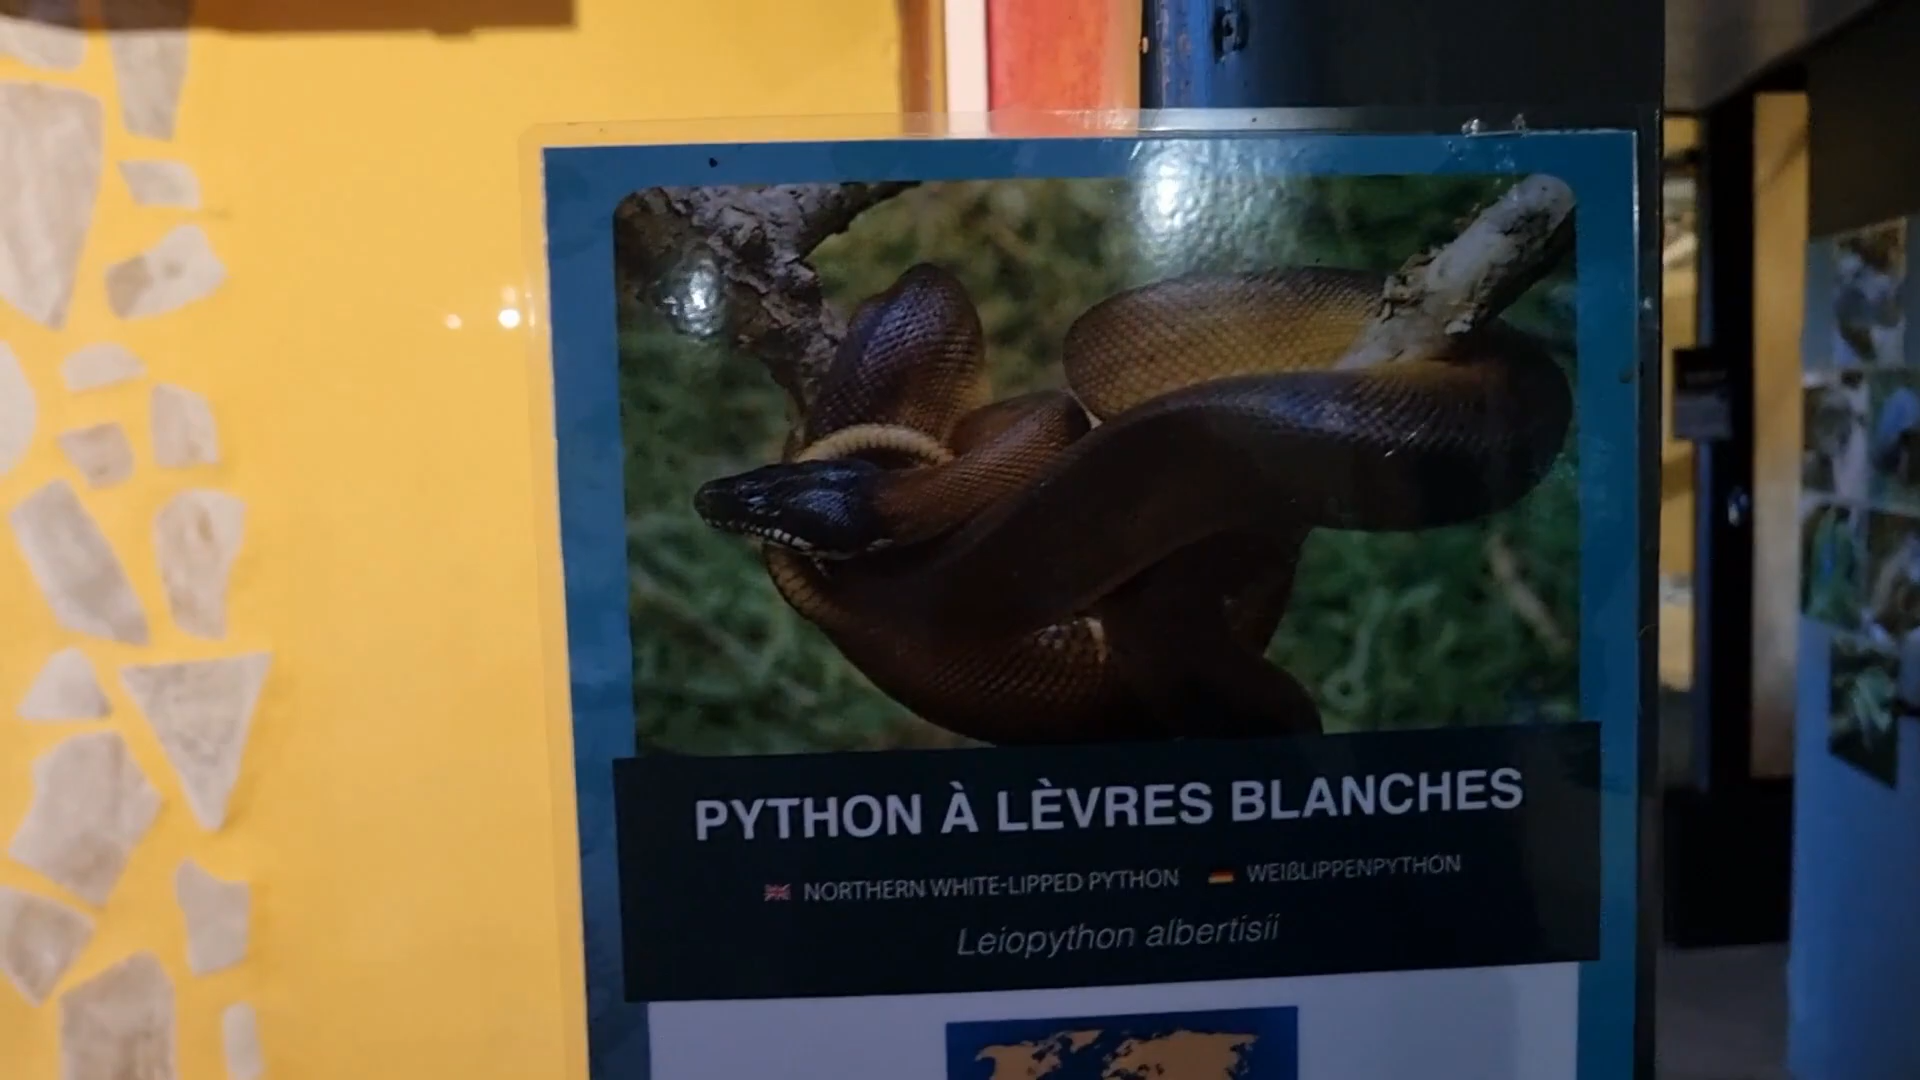 PYTHON À LÈVRES BLANCHES
NORTHERN WHITE-LIPPED PYTHON WEIßLIPPENPYTHON
Leiopython albertisii